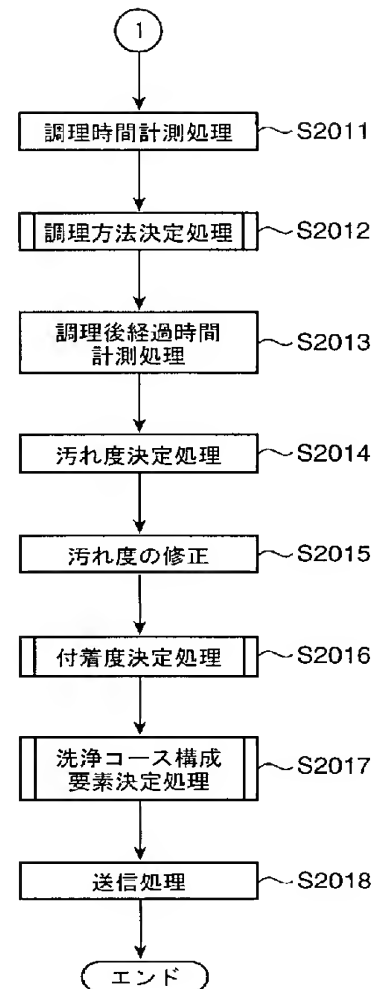 1
調理時間計測処理 S2011
調理方法決定処理 S2012
調理後経過時間
計測処理 S2013
汚れ度決定処理 S2014
汚れ度の修正 S2015
付着度決定処理 S2016
洗浄コース構成
要素決定処理 S2017
送信処理 S2018
エンド